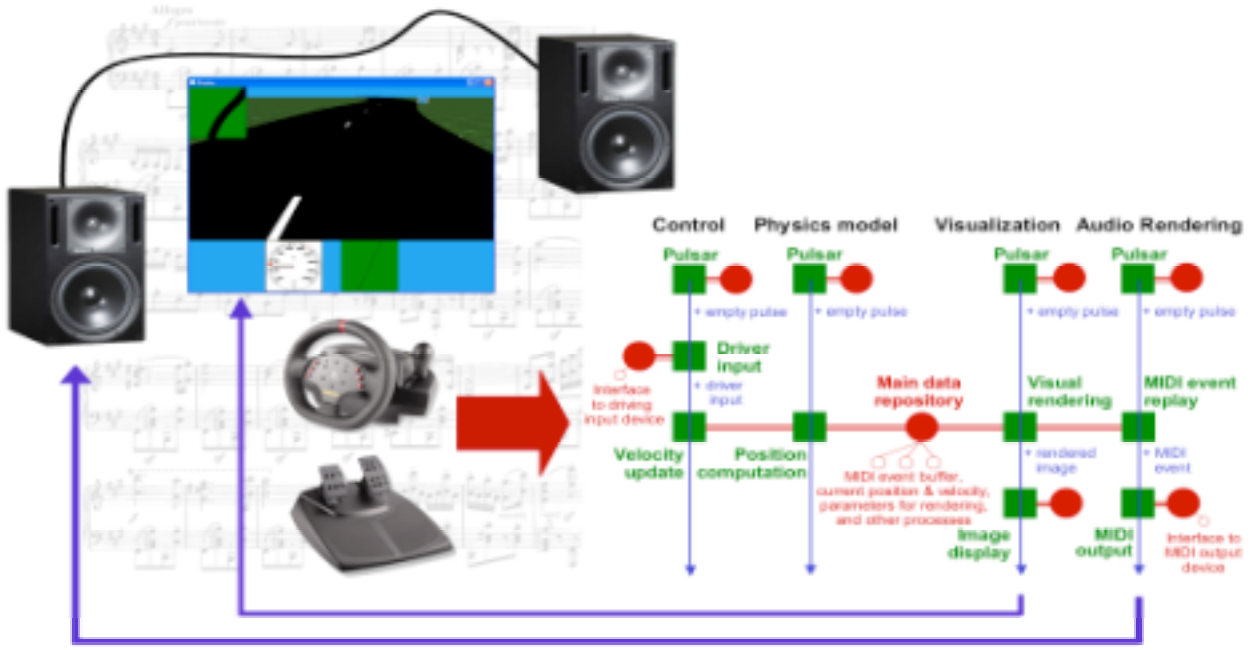 Allegro
Control
Physics model
Visualization
Audio Rendering
Pulsar
Pulsar
Pulsar
Pulsar
+ empty pulse
+ empty pulse
+ empty pulse
+ empty pulse
Driver
input
+ driver
input
Interface
to driving
input device
Main data
repository
Visual
rendering
MIDI event
replay
Velocity
update
Position
computation
MIDI event buffer,
current position & velocity,
parameters for rendering,
and other processes
+ rendered
image
+ MIDI
event
Image
display
MIDI
output
Interface to
MIDI output
device